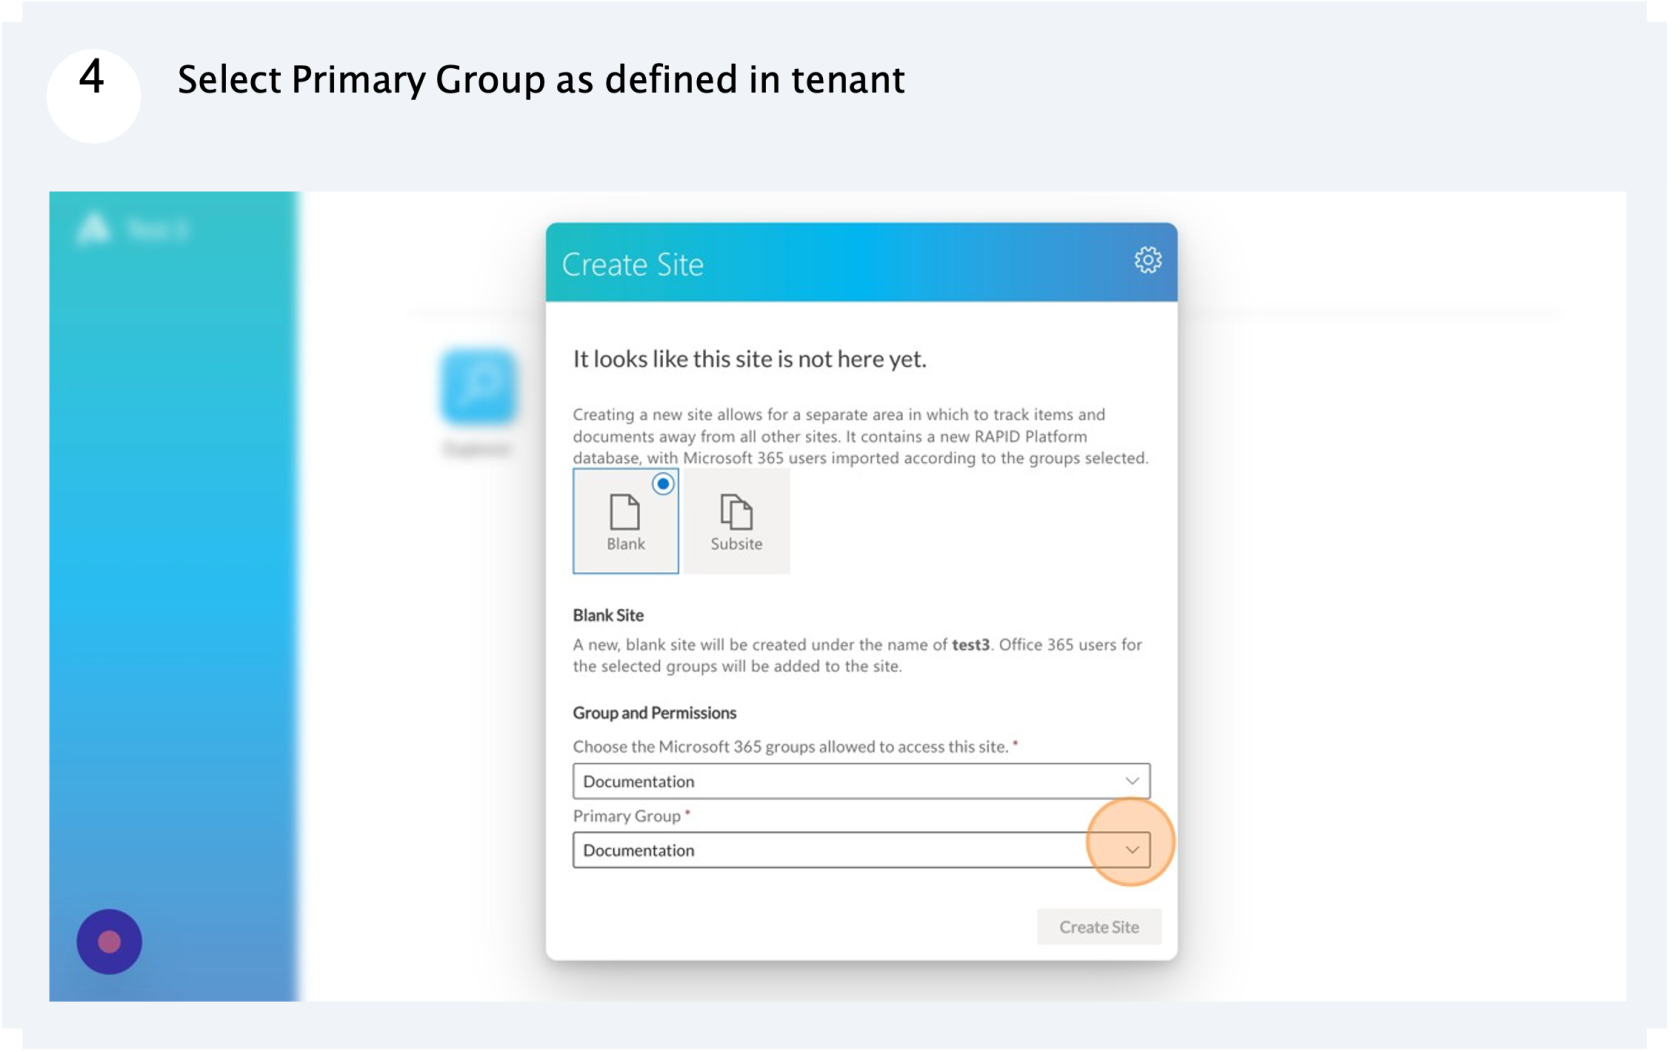 4
Select Primary Group as defined in tenant
Test 3
Create Site
It looks like this site is not here yet.
Creating a new site allows for a separate area in which to track items and
documents away from all other sites. It contains a new RAPID Platform
database, with Microsoft 365 users imported according to the groups selected.
Blank
Subsite
Explorer
Blank Site
A new, blank site will be created under the name of test3. Office 365 users for
the selected groups will be added to the site.
Group and Permissions
Choose the Microsoft 365 groups allowed to access this site. *
Documentation
Primary Group *
Documentation
Create Site